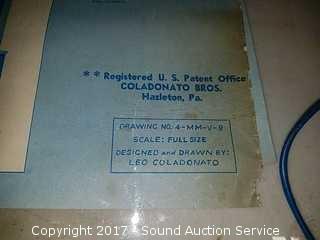 ** Registered U. S. Patent Office
COLADONATO BROS.
Hazleton, Pa.
DRAWING NO: 4-MM-V-9
SCALE: FULL SIZE
DESIGNED and DRAWN BY:
LEO COLADONATO
Copyright 2017 - Sound Auction Service